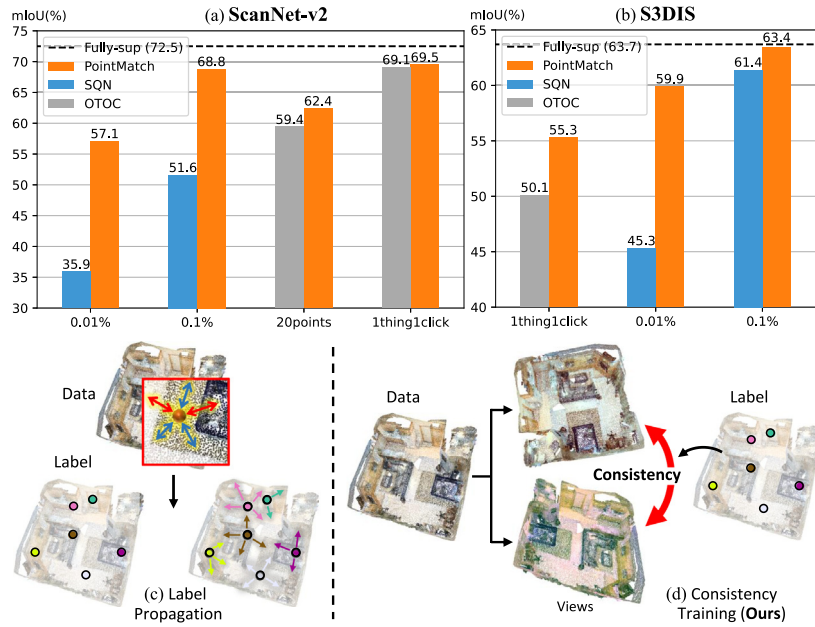 mIoU(%)
(a) ScanNet-v2
75
70
65
60
55
50
45
40
35
30
Fully-sup (72.5)
PointMatch
SQN
OTOC
35.9
57.1
51.6
68.8
59.4
62.4
69.1
69.5
0.01%
0.1%
20points
1thing1click
mIoU(%)
(b) S3DIS
65
60
55
50
45
40
Fully-sup (63.7)
PointMatch
SQN
OTOC
50.1
55.3
45.3
59.9
61.4
63.4
1thing1click
0.01%
0.1%
Data
Label
(c) Label
Propagation
Data
Consistency
Label
Views
(d) Consistency
Training (Ours)